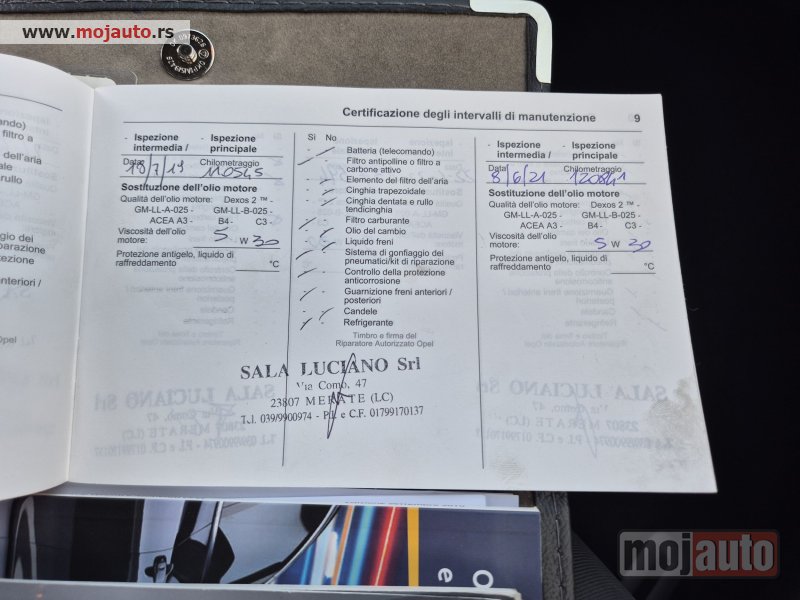 www.mojauto.rs
Certificazione degli intervalli di manutenzione 9
- Ispezione intermedia /
- Ispezione principale
Data 18/7/19
Chilometraggio 110545
Sostituzione dell'olio motore
Qualità dell'olio motore: Dexos 2 ™ -
GM-LL-A-025 - GM-LL-B-025 -
ACEA A3 - B4 - C3 -
Viscosità dell'olio motore: 5 W 30
Protezione antigelo, liquido di raffreddamento °C
Sì No
- Batteria (telecomando)
- Filtro antipolline o filtro a carbone attivo
- Elemento del filtro dell'aria
- Cinghia trapezoidale
- Cinghia dentata e rullo tendicinghia
- Filtro carburante
- Olio del cambio
- Liquido freni
- Sistema di gonfiaggio dei pneumatici/kit di riparazione
- Controllo della protezione anticorrosione
- Guarnizione freni anteriori / posteriori
- Candele
- Refrigerante
Timbro e firma del
Riparatore Autorizzato Opel
SALA LUCIANO Srl
Via Como, 47
23807 MERATE (LC)
Tel. 039/9900974 - P.I. e C.F. 01799170137
- Ispezione intermedia /
- Ispezione principale
Data 8/6/21
Chilometraggio 120841
Sostituzione dell'olio motore
Qualità dell'olio motore: Dexos 2 ™ -
GM-LL-A-025 - GM-LL-B-025 -
ACEA A3 - B4 - C3 -
Viscosità dell'olio motore: 5 W 30
Protezione antigelo, liquido di raffreddamento °C
mojauto